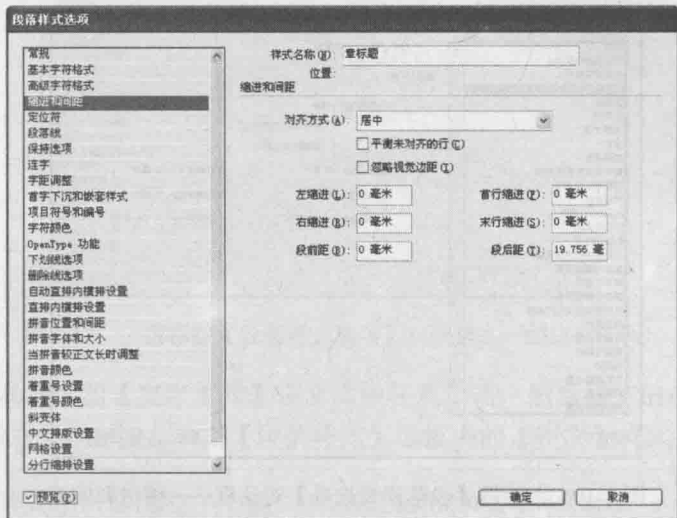 段落样式选项
常规
基本字符格式
高级字符格式
缩进和间距
定位符
段落线
保持选项
连字
字距调整
首字下沉和嵌套样式
项目符号和编号
字符颜色
OpenType 功能
下划线选项
删除线选项
自动直排内横排设置
直排内横排设置
拼音位置和间距
拼音字体和大小
当拼音较正文长时调整
拼音颜色
着重号设置
着重号颜色
斜变体
中文排版设置
网格设置
分行缩排设置
样式名称(N): 章标题
位置:
缩进和间距
对齐方式(A): 居中
平衡未对齐的行(C)
忽略视觉边距(I)
左缩进(L): 0 毫米 首行缩进(F): 0 毫米
右缩进(R): 0 毫米 末行缩进(S): 0 毫米
段前距(B): 0 毫米 段后距(T): 19.756 毫
预览(P) 确定 取消